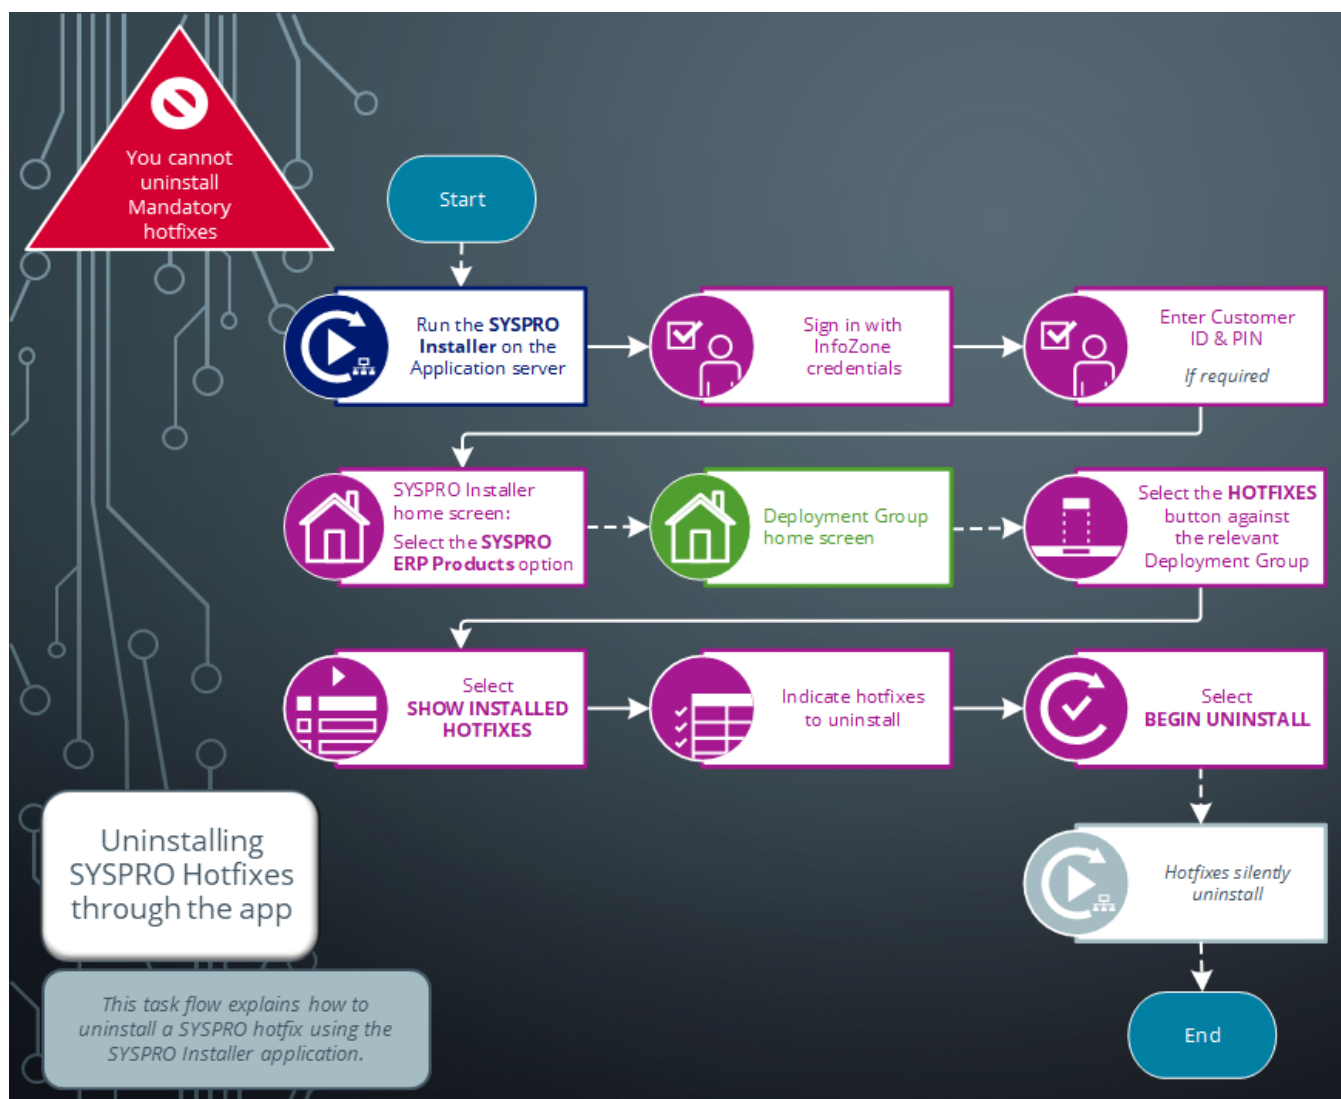 You cannot
uninstall
Mandatory
hotfixes
Start
Run the SYSPRO
Installer on the
Application server
Sign in with
InfoZone
credentials
Enter Customer
ID & PIN
If required
SYSPRO Installer
home screen:
Select the SYSPRO
ERP Products option
Deployment Group
home screen
Select the HOTFIXES
button against
the relevant
Deployment Group
Select
SHOW INSTALLED
HOTFIXES
Indicate hotfixes
to uninstall
Select
BEGIN UNINSTALL
Hotfixes silently
uninstall
End
Uninstalling
SYSPRO Hotfixes
through the app
This task flow explains how to
uninstall a SYSPRO hotfix using the
SYSPRO Installer application.